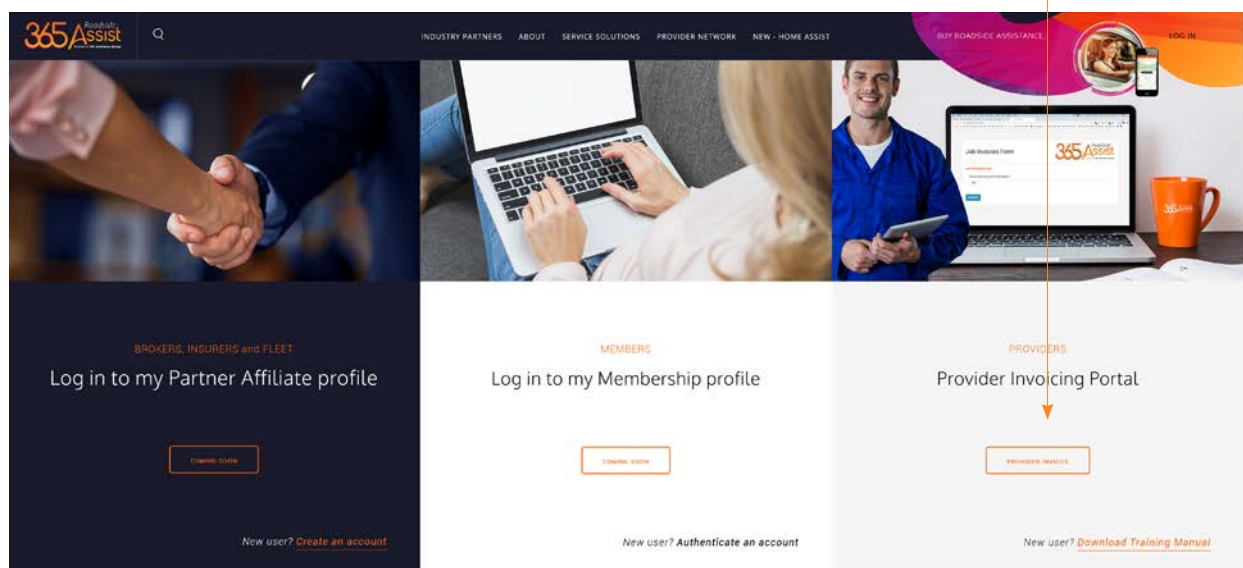 365 Roadside Assist
INDUSTRY PARTNERS ABOUT SERVICE SOLUTIONS PROVIDER NETWORK NEW - HOME ASSIST BUY ROADSIDE ASSISTANCE LOG IN
Job Invoices Form
365 Roadside Assist
365 Assist
BROKERS, INSURERS and FLEET
Log in to my Partner Affiliate profile
COMING SOON
New user? Create an account
MEMBERS
Log in to my Membership profile
COMING SOON
New user? Authenticate an account
PROVIDERS
Provider Invoicing Portal
PROVIDER INVOICE
New user? Download Training Manual